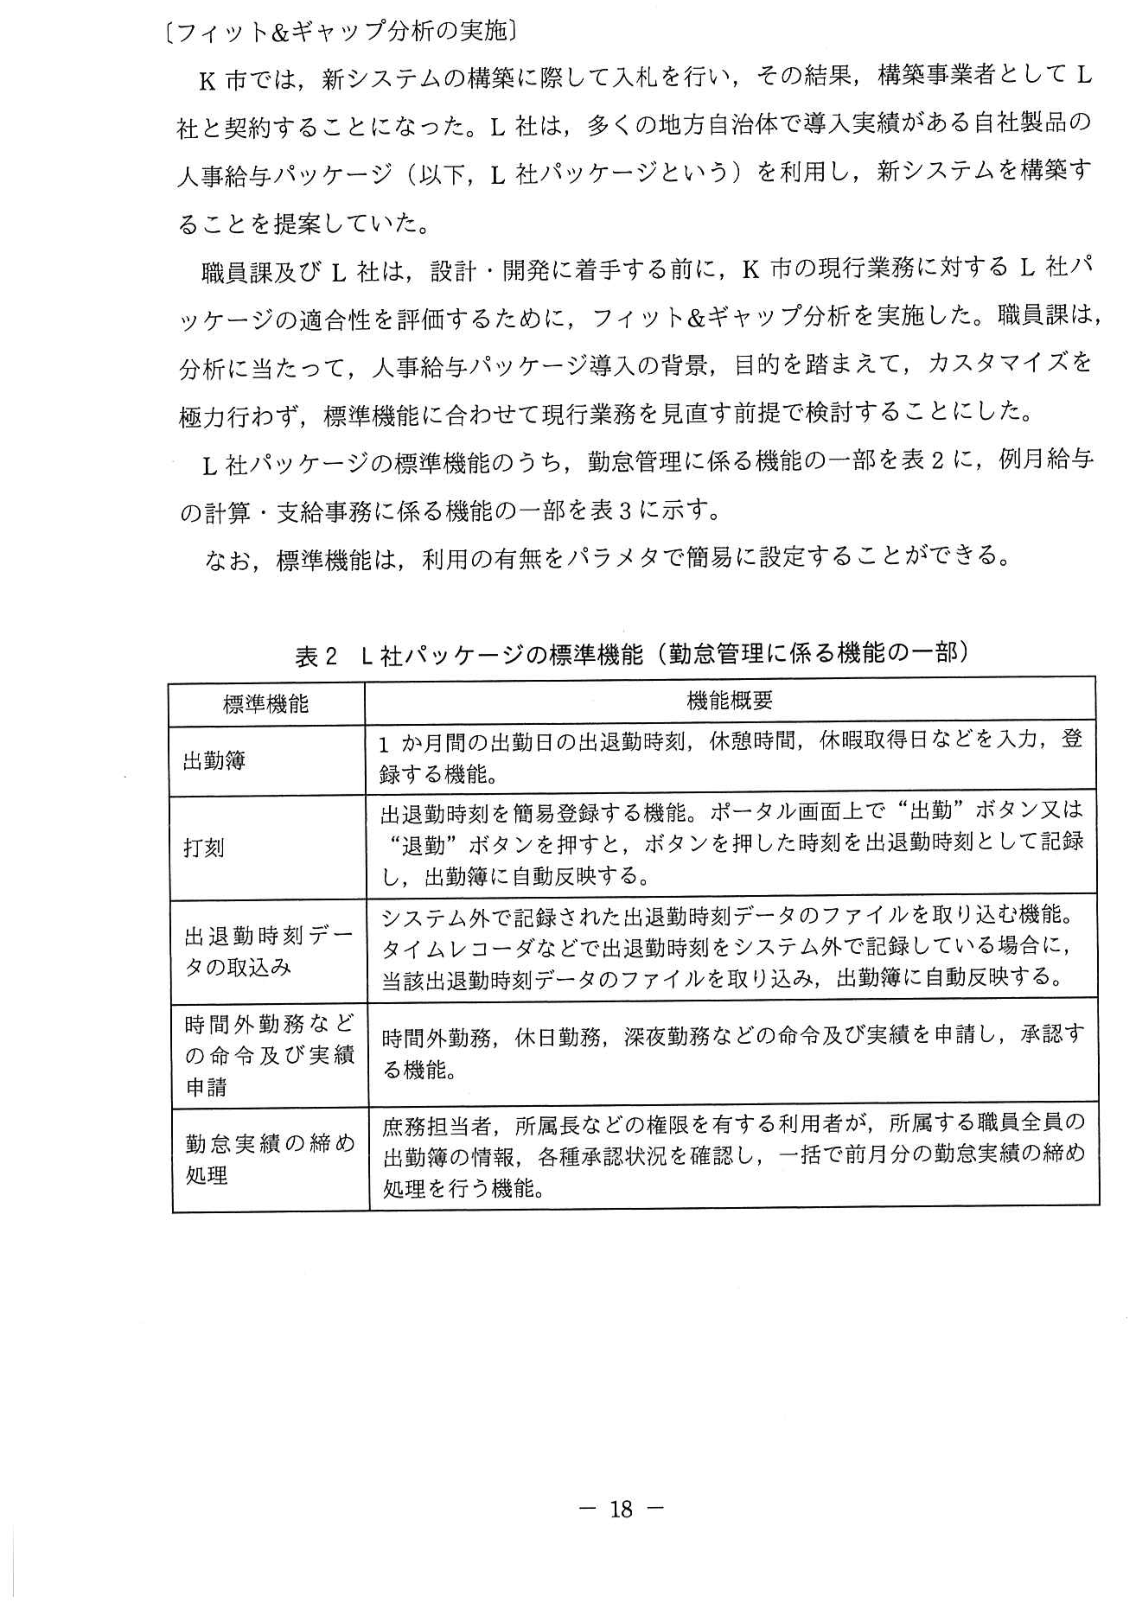 〔フィット&ギャップ分析の実施〕
K 市では，新システムの構築に際して入札を行い，その結果，構築事業者として L
社と契約することになった。L 社は，多くの地方自治体で導入実績がある自社製品の
人事給与パッケージ（以下，L 社パッケージという）を利用し，新システムを構築す
ることを提案していた。
職員課及び L 社は，設計・開発に着手する前に，K 市の現行業務に対する L 社パ
ッケージの適合性を評価するために，フィット&ギャップ分析を実施した。職員課は，
分析に当たって，人事給与パッケージ導入の背景，目的を踏まえて，カスタマイズを
極力行わず，標準機能に合わせて現行業務を見直す前提で検討することにした。
L 社パッケージの標準機能のうち，勤怠管理に係る機能の一部を表 2 に，例月給与
の計算・支給事務に係る機能の一部を表 3 に示す。
なお，標準機能は，利用の有無をパラメタで簡易に設定することができる。
表 2　L 社パッケージの標準機能（勤怠管理に係る機能の一部）
標準機能　機能概要
出勤簿
1 か月間の出勤日の出退勤時刻，休憩時間，休暇取得日などを入力，登
録する機能。
打刻
出退勤時刻を簡易登録する機能。ポータル画面上で“出勤”ボタン又は
“退勤”ボタンを押すと，ボタンを押した時刻を出退勤時刻として記録
し，出勤簿に自動反映する。
出退勤時刻デー
タの取込み
システム外で記録された出退勤時刻データのファイルを取り込む機能。
タイムレコーダなどで出退勤時刻をシステム外で記録している場合に，
当該出退勤時刻データのファイルを取り込み，出勤簿に自動反映する。
時間外勤務など
の命令及び実績
申請
時間外勤務，休日勤務，深夜勤務などの命令及び実績を申請し，承認す
る機能。
勤怠実績の締め
処理
庶務担当者，所属長などの権限を有する利用者が，所属する職員全員の
出勤簿の情報，各種承認状況を確認し，一括で前月分の勤怠実績の締め
処理を行う機能。
－ 18 －